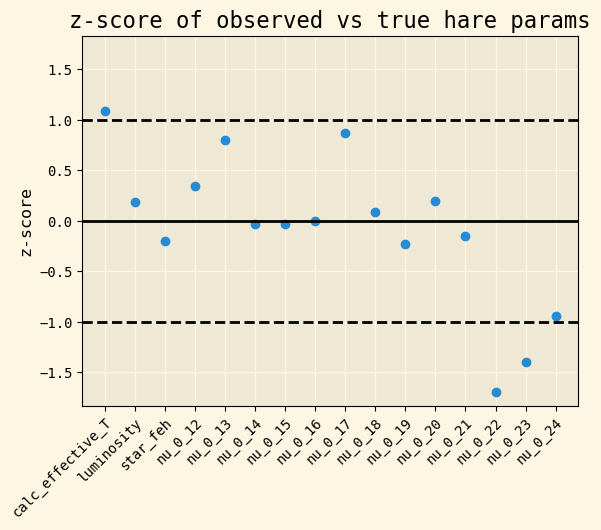 z-score of observed vs true hare params
z-score
1.5
1.0
0.5
0.0
−0.5
−1.0
−1.5
calc_effective_T
luminosity
star_feh
nu_0_12
nu_0_13
nu_0_14
nu_0_15
nu_0_16
nu_0_17
nu_0_18
nu_0_19
nu_0_20
nu_0_21
nu_0_22
nu_0_23
nu_0_24